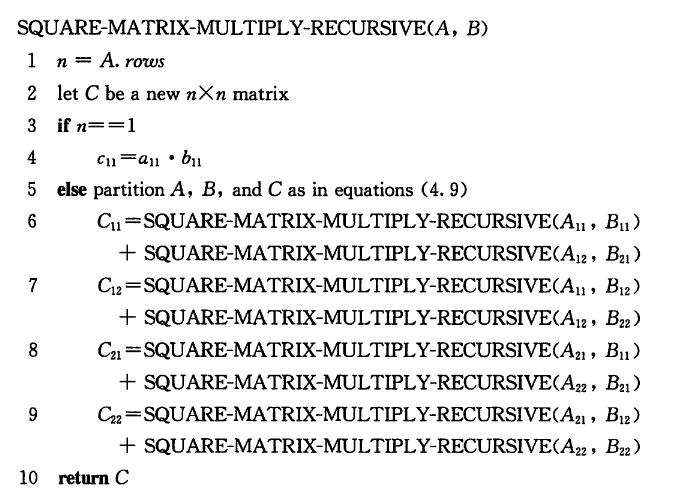 SQUARE-MATRIX-MULTIPLY-RECURSIVE(A, B)
1 n = A. rows
2 let C be a new n×n matrix
3 if n==1
4 c₁₁=a₁₁ • b₁₁
5 else partition A, B, and C as in equations (4. 9)
6 C₁₁=SQUARE-MATRIX-MULTIPLY-RECURSIVE(A₁₁, B₁₁)
+ SQUARE-MATRIX-MULTIPLY-RECURSIVE(A₁₂, B₂₁)
7 C₁₂=SQUARE-MATRIX-MULTIPLY-RECURSIVE(A₁₁, B₁₂)
+ SQUARE-MATRIX-MULTIPLY-RECURSIVE(A₁₂, B₂₂)
8 C₂₁=SQUARE-MATRIX-MULTIPLY-RECURSIVE(A₂₁, B₁₁)
+ SQUARE-MATRIX-MULTIPLY-RECURSIVE(A₂₂, B₂₁)
9 C₂₂=SQUARE-MATRIX-MULTIPLY-RECURSIVE(A₂₁, B₁₂)
+ SQUARE-MATRIX-MULTIPLY-RECURSIVE(A₂₂, B₂₂)
10 return C